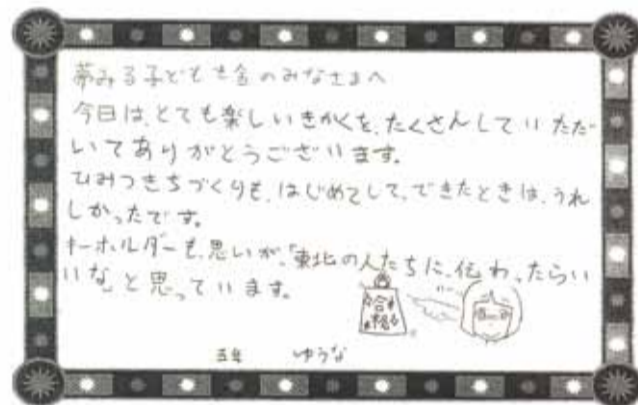 夢みる子ども基金のみなさまへ
今日は、とても楽しいきかくを、たくさんしていただ
いてありがとうございます。
ひみつきちづくりも、はじめてして、できたときは、うれ
しかったです。
キーホルダーも、思いが、「東北の人たちに、伝わったらい
いな」と思っています。
合格
五年 ゆうな